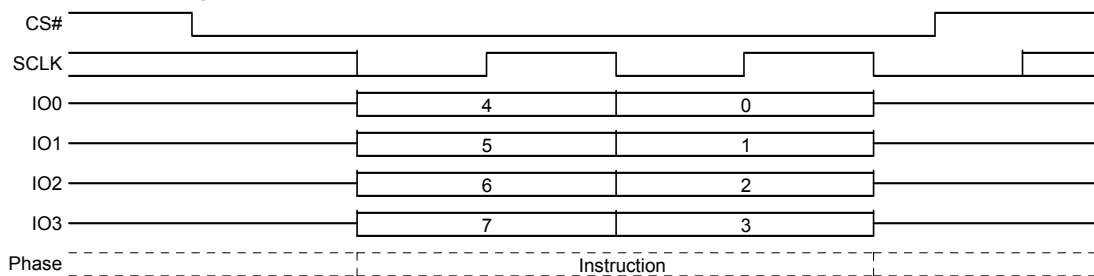 CS#
SCLK
IO0 4 0
IO1 5 1
IO2 6 2
IO3 7 3
Phase Instruction